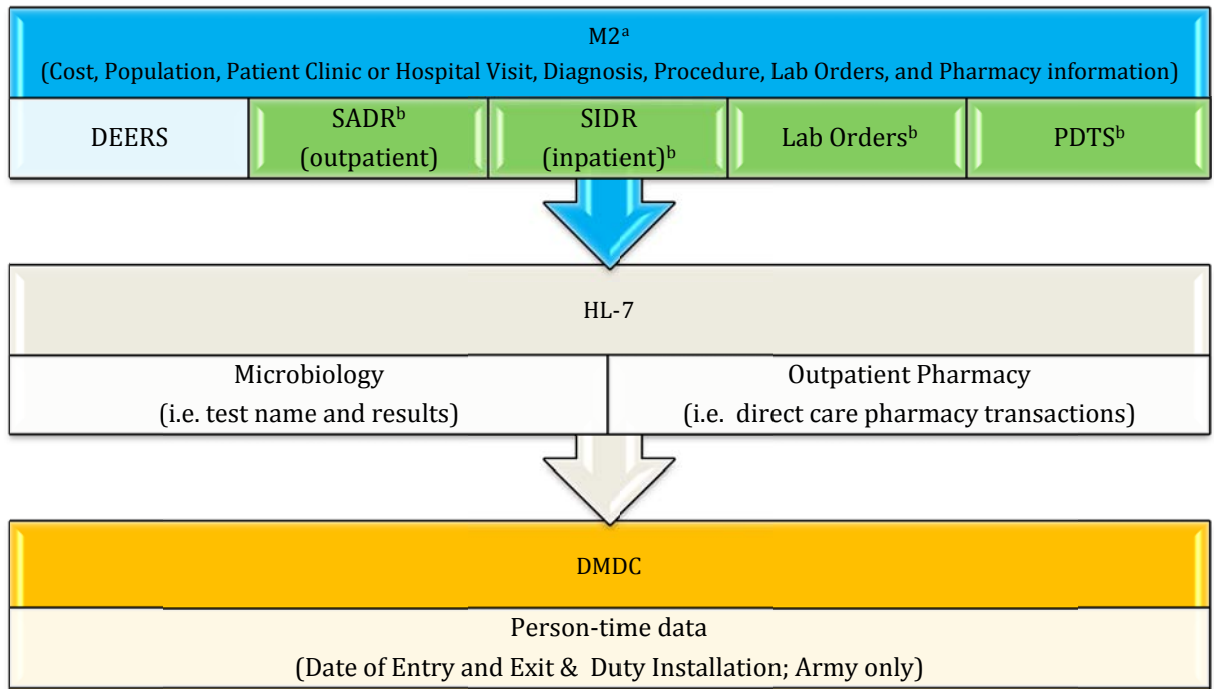 M2ᵃ
(Cost, Population, Patient Clinic or Hospital Visit, Diagnosis, Procedure, Lab Orders, and Pharmacy information)
DEERS
SADRᵇ
(outpatient)
SIDR
(inpatient)ᵇ
Lab Ordersᵇ
PDTSᵇ
HL-7
Microbiology
(i.e. test name and results)
Outpatient Pharmacy
(i.e. direct care pharmacy transactions)
DMDC
Person-time data
(Date of Entry and Exit & Duty Installation; Army only)